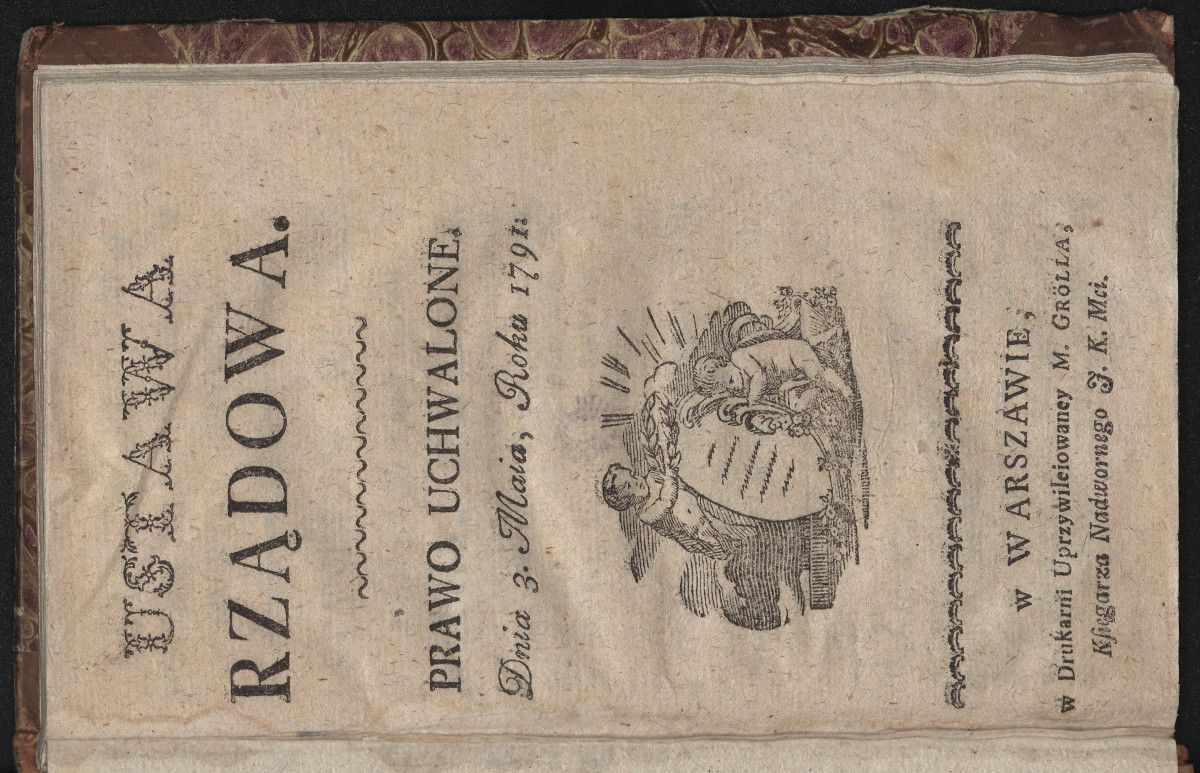 USTAWA
RZĄDOWA.
PRAWO UCHWALONE,
Dnia 3. Maia, Roku 1791.
w WARSZAWIE,
w Drukarni Uprzywileiowaney M. GRÖLLA,
Księgarza Nadwornego J. K. Mci.